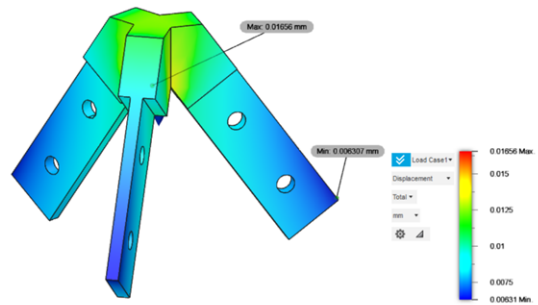 Max: 0.01656 mm
Min: 0.006307 mm
Load Case1
Displacement
Total
mm
0.01656 Max.
0.015
0.0125
0.01
0.0075
0.00631 Min.